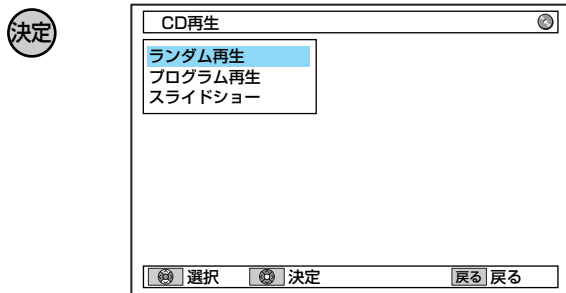 決定
CD再生
ランダム再生
プログラム再生
スライドショー
選択 決定 戻る 戻る